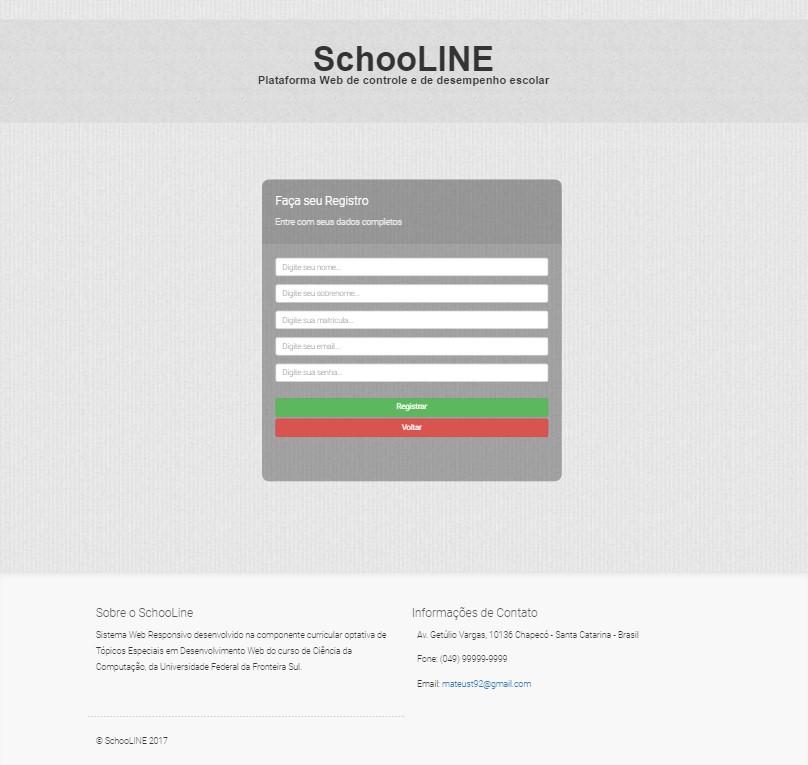 SchooLINE
Plataforma Web de controle e de desempenho escolar
Faça seu Registro
Entre com seus dados completos
Digite seu nome...
Digite seu sobrenome...
Digite sua matrícula...
Digite seu email...
Digite sua senha...
Registrar
Voltar
Sobre o SchooLine
Sistema Web Responsivo desenvolvido na componente curricular optativa de
Tópicos Especiais em Desenvolvimento Web do curso de Ciência da
Computação, da Universidade Federal da Fronteira Sul.
© SchooLINE 2017
Informações de Contato
Av. Getúlio Vargas, 10136 Chapecó - Santa Catarina - Brasil
Fone: (049) 99999-9999
Email: mateust92@gmail.com